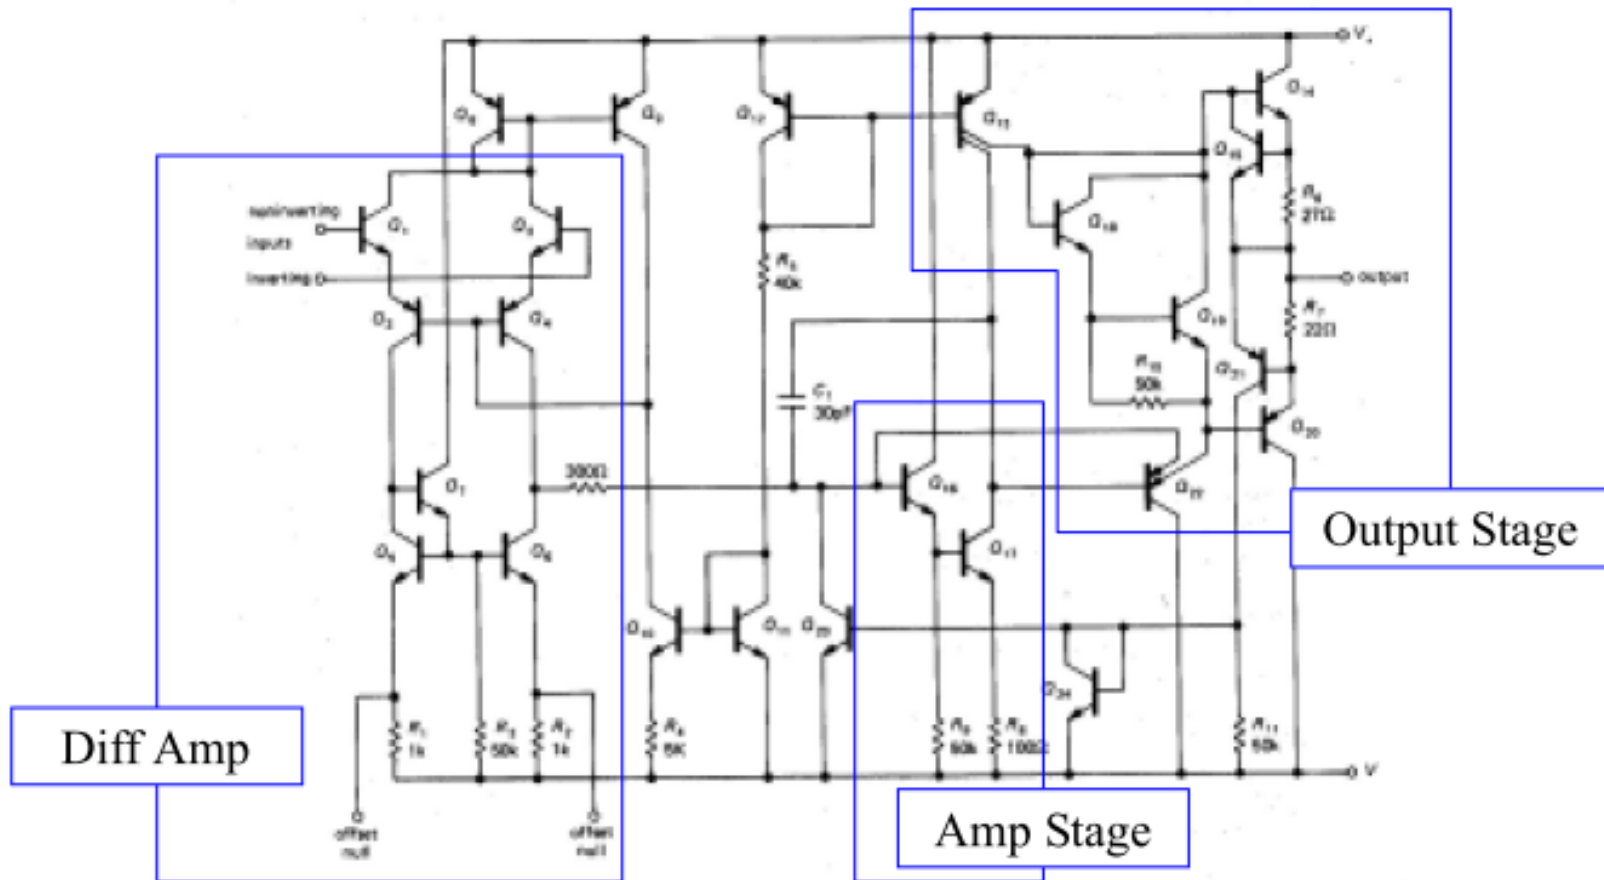 V+
Q8
Q9
Q12
Q13
Q14
Q15
noninverting
Q1
Q3
Q18
R6
27Ω
inputs
inverting
R5
40k
output
Q2
Q4
Q19
R7
22Ω
R10
50k
Q21
C1
30pF
Q20
300Ω
Q7
Q16
Q22
Output Stage
Q5
Q6
Q17
Q10
Q11
Q23
Q24
Diff Amp
R1
1k
R3
50k
R2
1k
R4
5K
R9
50k
R8
100Ω
R11
50k
V
offset
null
offset
null
Amp Stage